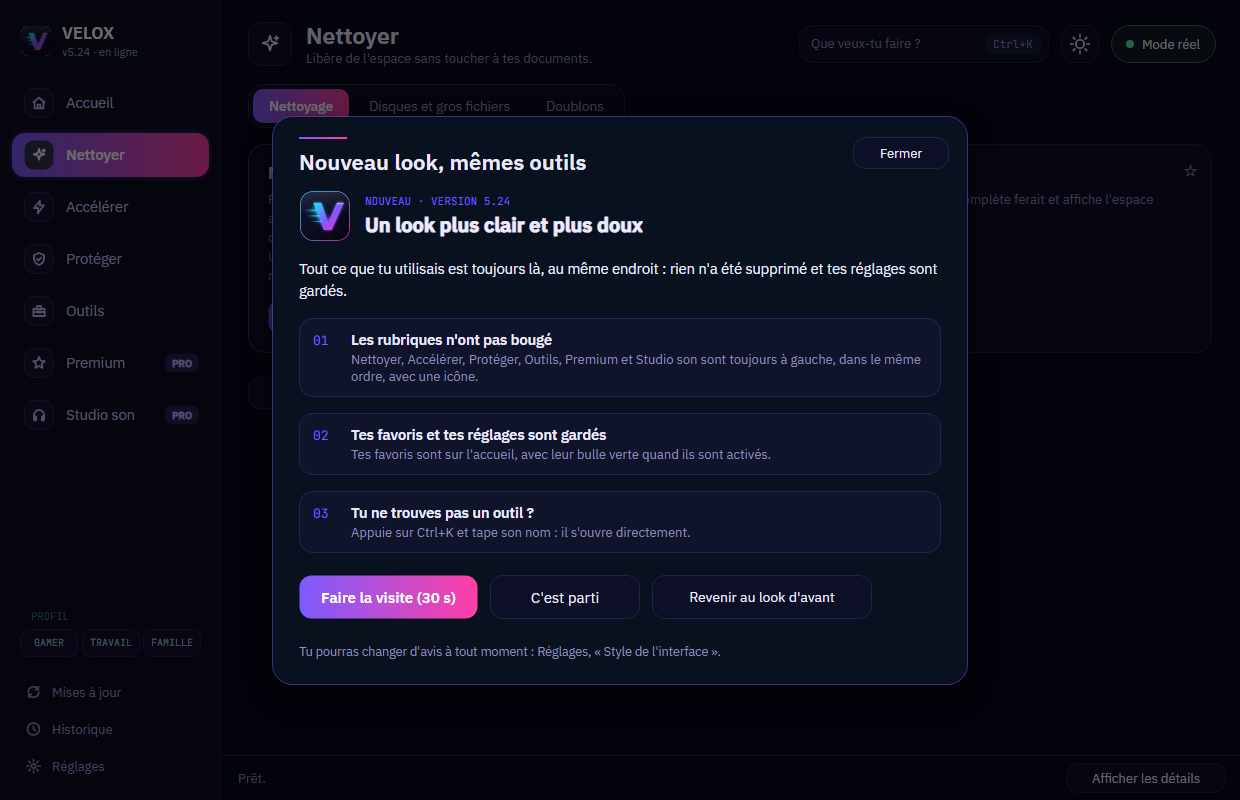 VELOX
v5.24 · en ligne
Accueil
Nettoyer
Accélérer
Protéger
Outils
Premium PRO
Studio son PRO
PROFIL
GAMER TRAVAIL FAMILLE
Mises à jour
Historique
Réglages
Nettoyer
Libère de l'espace sans toucher à tes documents.
Que veux-tu faire ? Ctrl+K
Mode réel
Nettoyage Disques et gros fichiers Doublons
mplète ferait et affiche l'espace
Nouveau look, mêmes outils
Fermer
NOUVEAU · VERSION 5.24
Un look plus clair et plus doux
Tout ce que tu utilisais est toujours là, au même endroit : rien n'a été supprimé et tes réglages sont
gardés.
01 Les rubriques n'ont pas bougé
Nettoyer, Accélérer, Protéger, Outils, Premium et Studio son sont toujours à gauche, dans le même
ordre, avec une icône.
02 Tes favoris et tes réglages sont gardés
Tes favoris sont sur l'accueil, avec leur bulle verte quand ils sont activés.
03 Tu ne trouves pas un outil ?
Appuie sur Ctrl+K et tape son nom : il s'ouvre directement.
Faire la visite (30 s) C'est parti Revenir au look d'avant
Tu pourras changer d'avis à tout moment : Réglages, « Style de l'interface ».
Prêt.
Afficher les détails